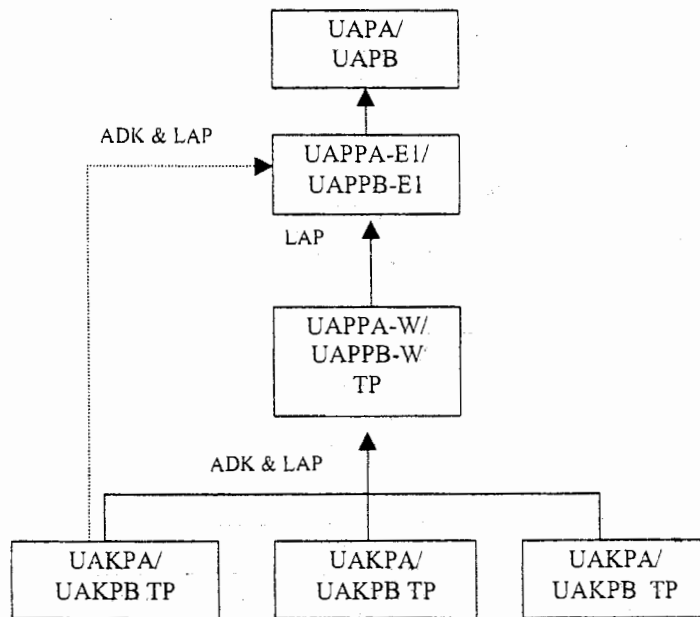 UAPA/
UAPB
ADK & LAP
UAPPA-E1/
UAPPB-E1
LAP
UAPPA-W/
UAPPB-W
TP
ADK & LAP
UAKPA/
UAKPB TP
UAKPA/
UAKPB TP
UAKPA/
UAKPB TP